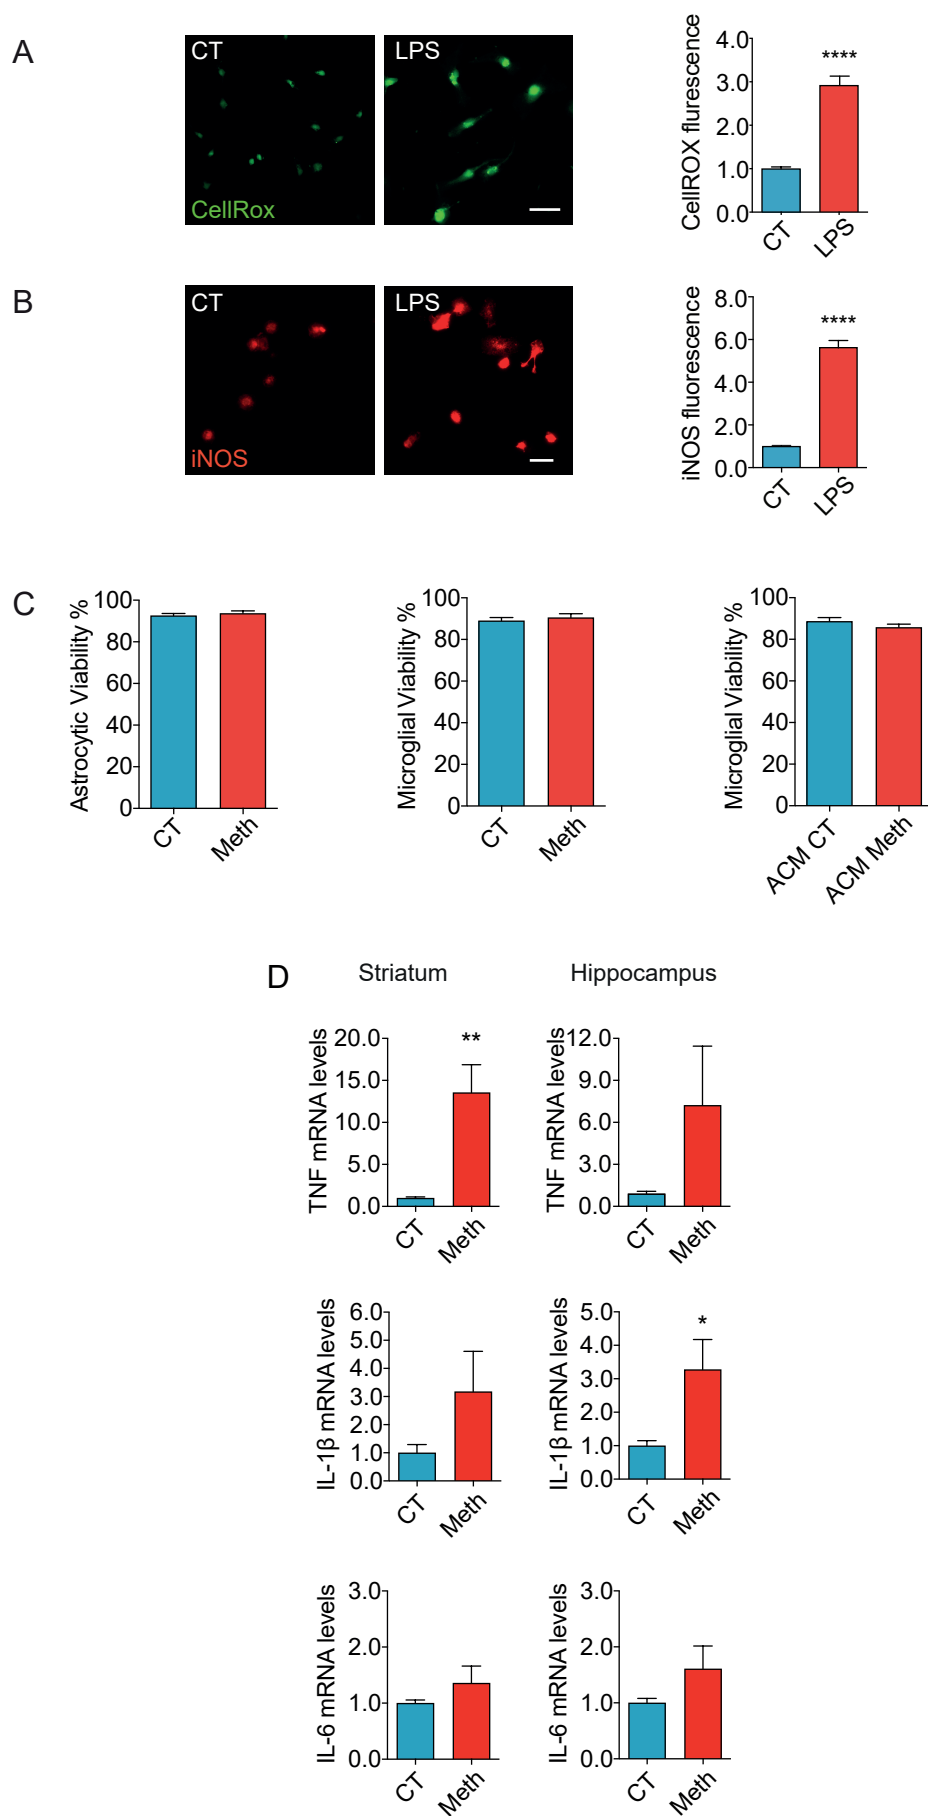 A
CT
LPS
CellRox
CellROX flurescence
4.0
3.0
2.0
1.0
0.0
****
CT
LPS
B
CT
LPS
iNOS
iNOS fluorescence
8.0
6.0
4.0
2.0
0.0
****
CT
LPS
C
Astrocytic Viability %
100
80
60
40
20
0
CT
Meth
Microglial Viability %
100
80
60
40
20
0
CT
Meth
Microglial Viability %
100
80
60
40
20
0
ACM CT
ACM Meth
D
Striatum
Hippocampus
TNF mRNA levels
20.0
15.0
10.0
5.0
0.0
**
CT
Meth
TNF mRNA levels
12.0
9.0
6.0
3.0
0.0
CT
Meth
IL-1β mRNA levels
6.0
5.0
4.0
3.0
2.0
1.0
0.0
CT
Meth
IL-1β mRNA levels
5.0
4.0
3.0
2.0
1.0
0.0
*
CT
Meth
IL-6 mRNA levels
3.0
2.0
1.0
0.0
CT
Meth
IL-6 mRNA levels
3.0
2.0
1.0
0.0
CT
Meth